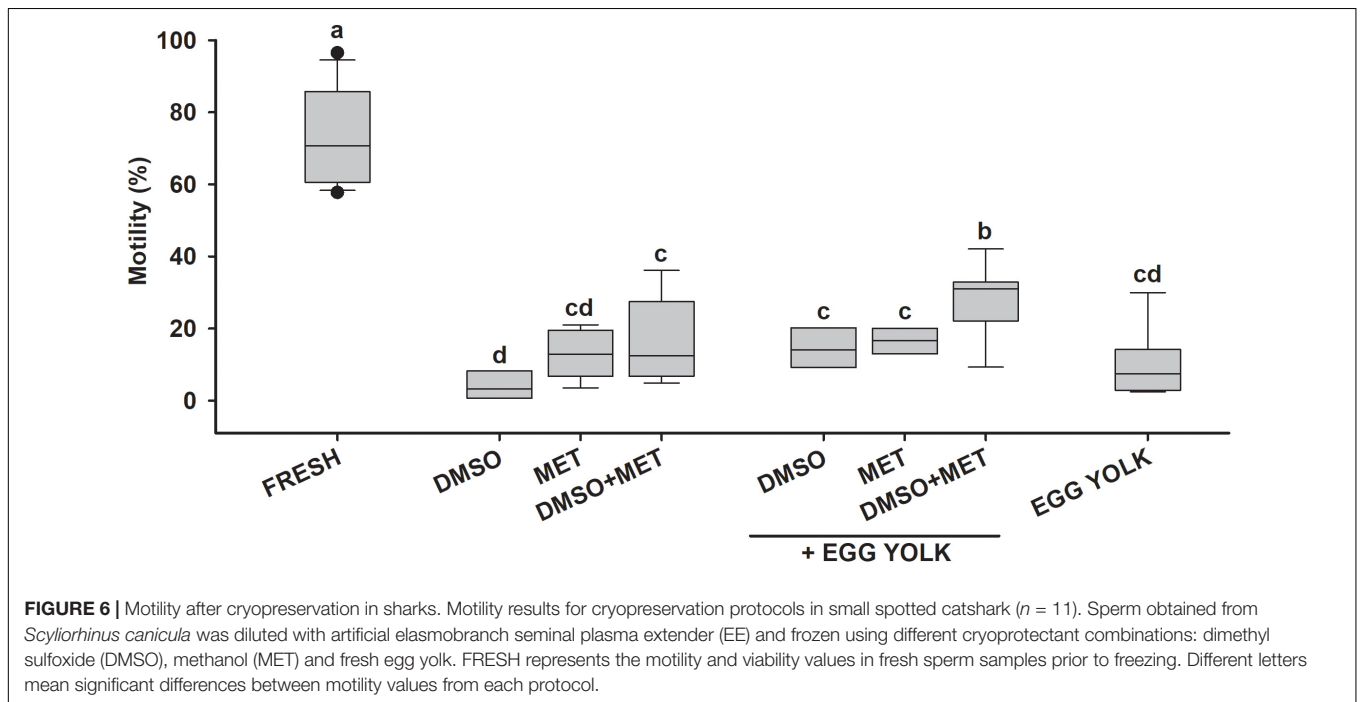 a
100
80
60
40
20
0
Motility (%)
d
cd
c
c
c
b
cd
FRESH
DMSO
MET
DMSO+MET
DMSO
MET
DMSO+MET
EGG YOLK
+ EGG YOLK
FIGURE 6 | Motility after cryopreservation in sharks. Motility results for cryopreservation protocols in small spotted catshark (n = 11). Sperm obtained from
Scyliorhinus canicula was diluted with artificial elasmobranch seminal plasma extender (EE) and frozen using different cryoprotectant combinations: dimethyl
sulfoxide (DMSO), methanol (MET) and fresh egg yolk. FRESH represents the motility and viability values in fresh sperm samples prior to freezing. Different letters
mean significant differences between motility values from each protocol.